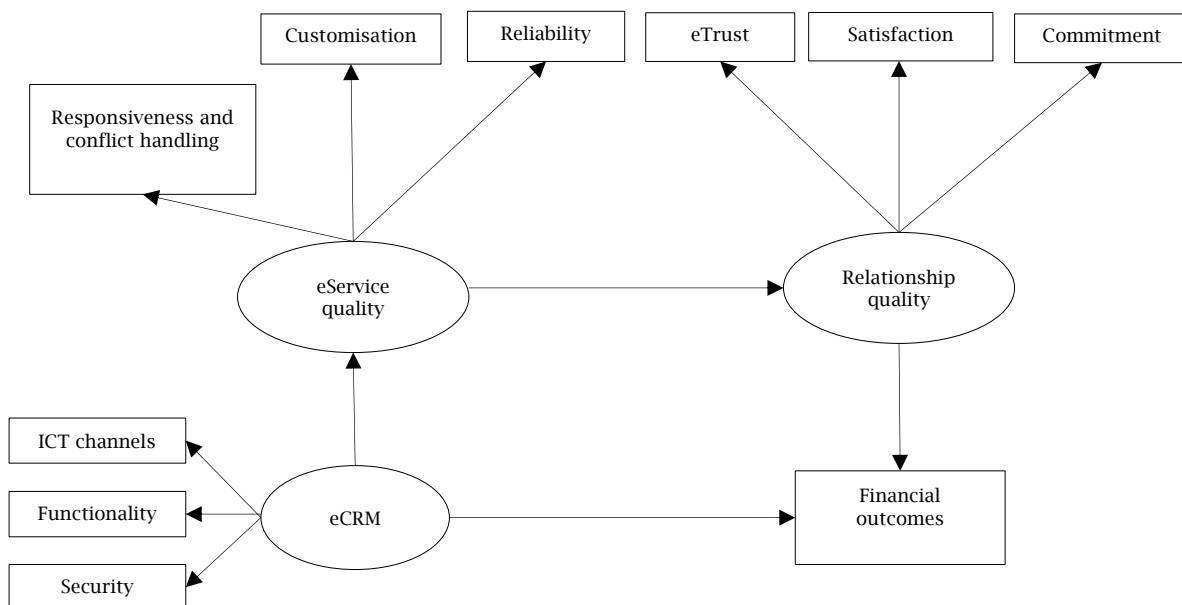 Customisation
Reliability
eTrust
Satisfaction
Commitment
Responsiveness and
conflict handling
eService
quality
Relationship
quality
ICT channels
Functionality
eCRM
Financial
outcomes
Security